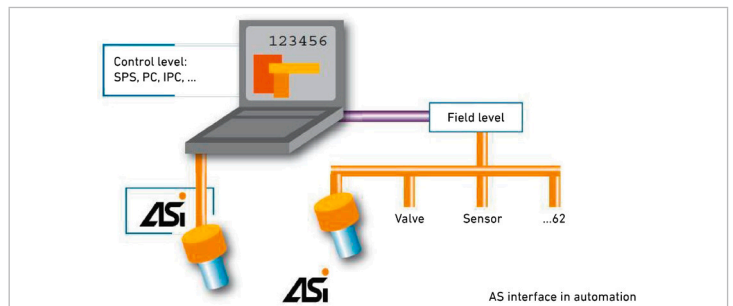 123456
Control level:
SPS, PC, IPC, ...
Field level
ASi
Valve
Sensor
...62
ASi
AS interface in automation